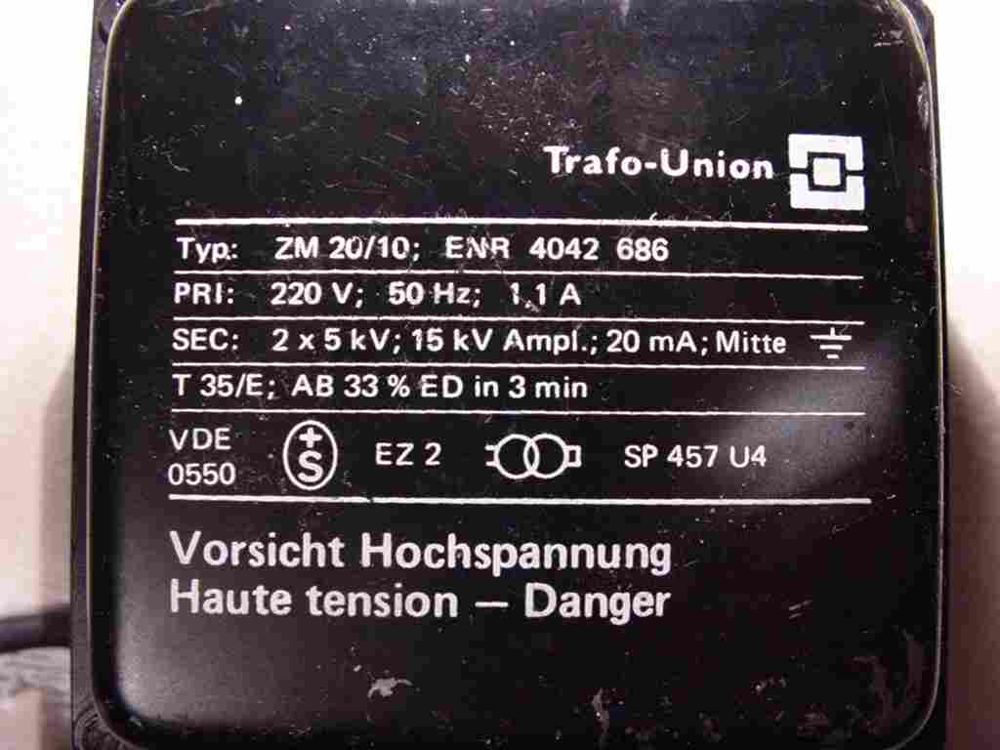 Trafo-Union
Typ: ZM 20/10; ENR 4042 686
PRI: 220 V; 50 Hz; 1,1 A
SEC: 2 x 5 kV; 15 kV Ampl.; 20 mA; Mitte
T 35/E; AB 33 % ED in 3 min
VDE 0550 +S EZ 2 SP 457 U4
Vorsicht Hochspannung
Haute tension — Danger